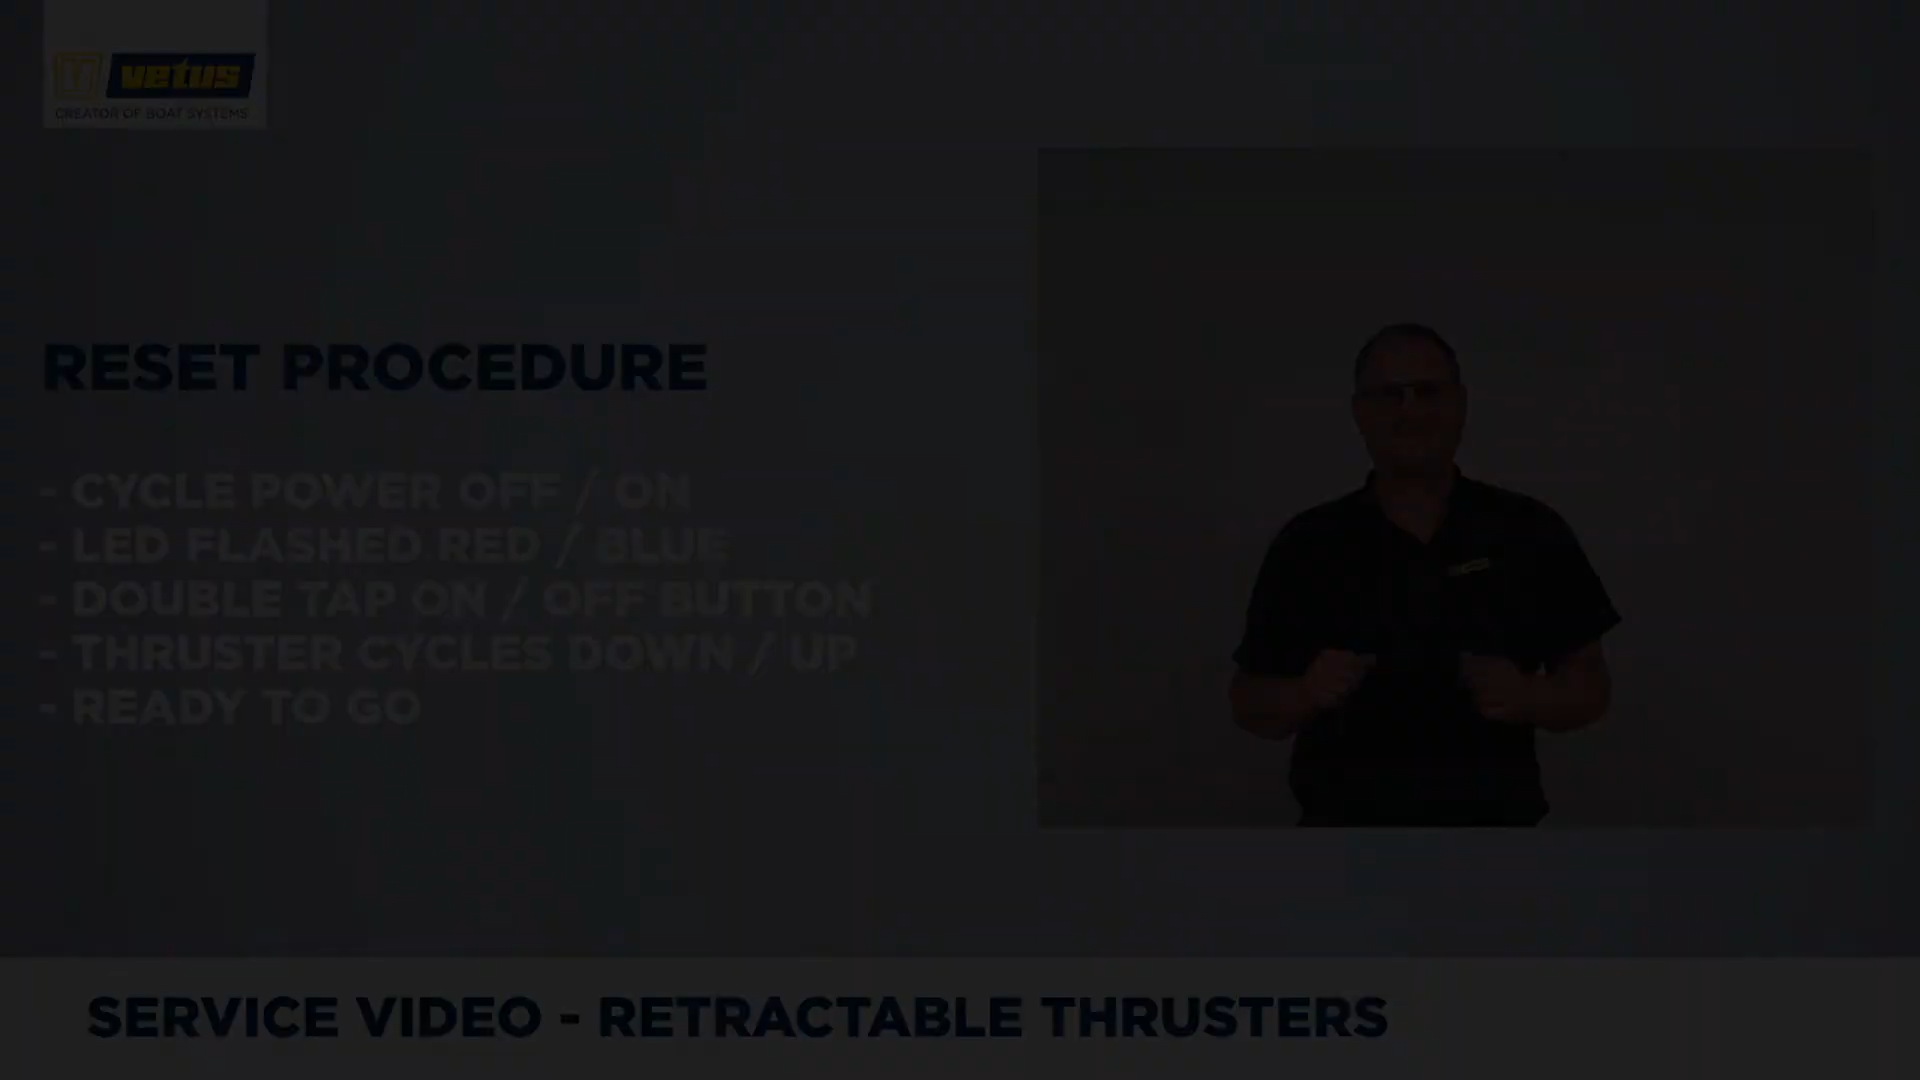 vetus
CREATOR OF BOAT SYSTEMS
RESET PROCEDURE
- CYCLE POWER OFF / ON
- LED FLASHED RED / BLUE
- DOUBLE TAP ON / OFF BUTTON
- THRUSTER CYCLES DOWN / UP
- READY TO GO
SERVICE VIDEO - RETRACTABLE THRUSTERS